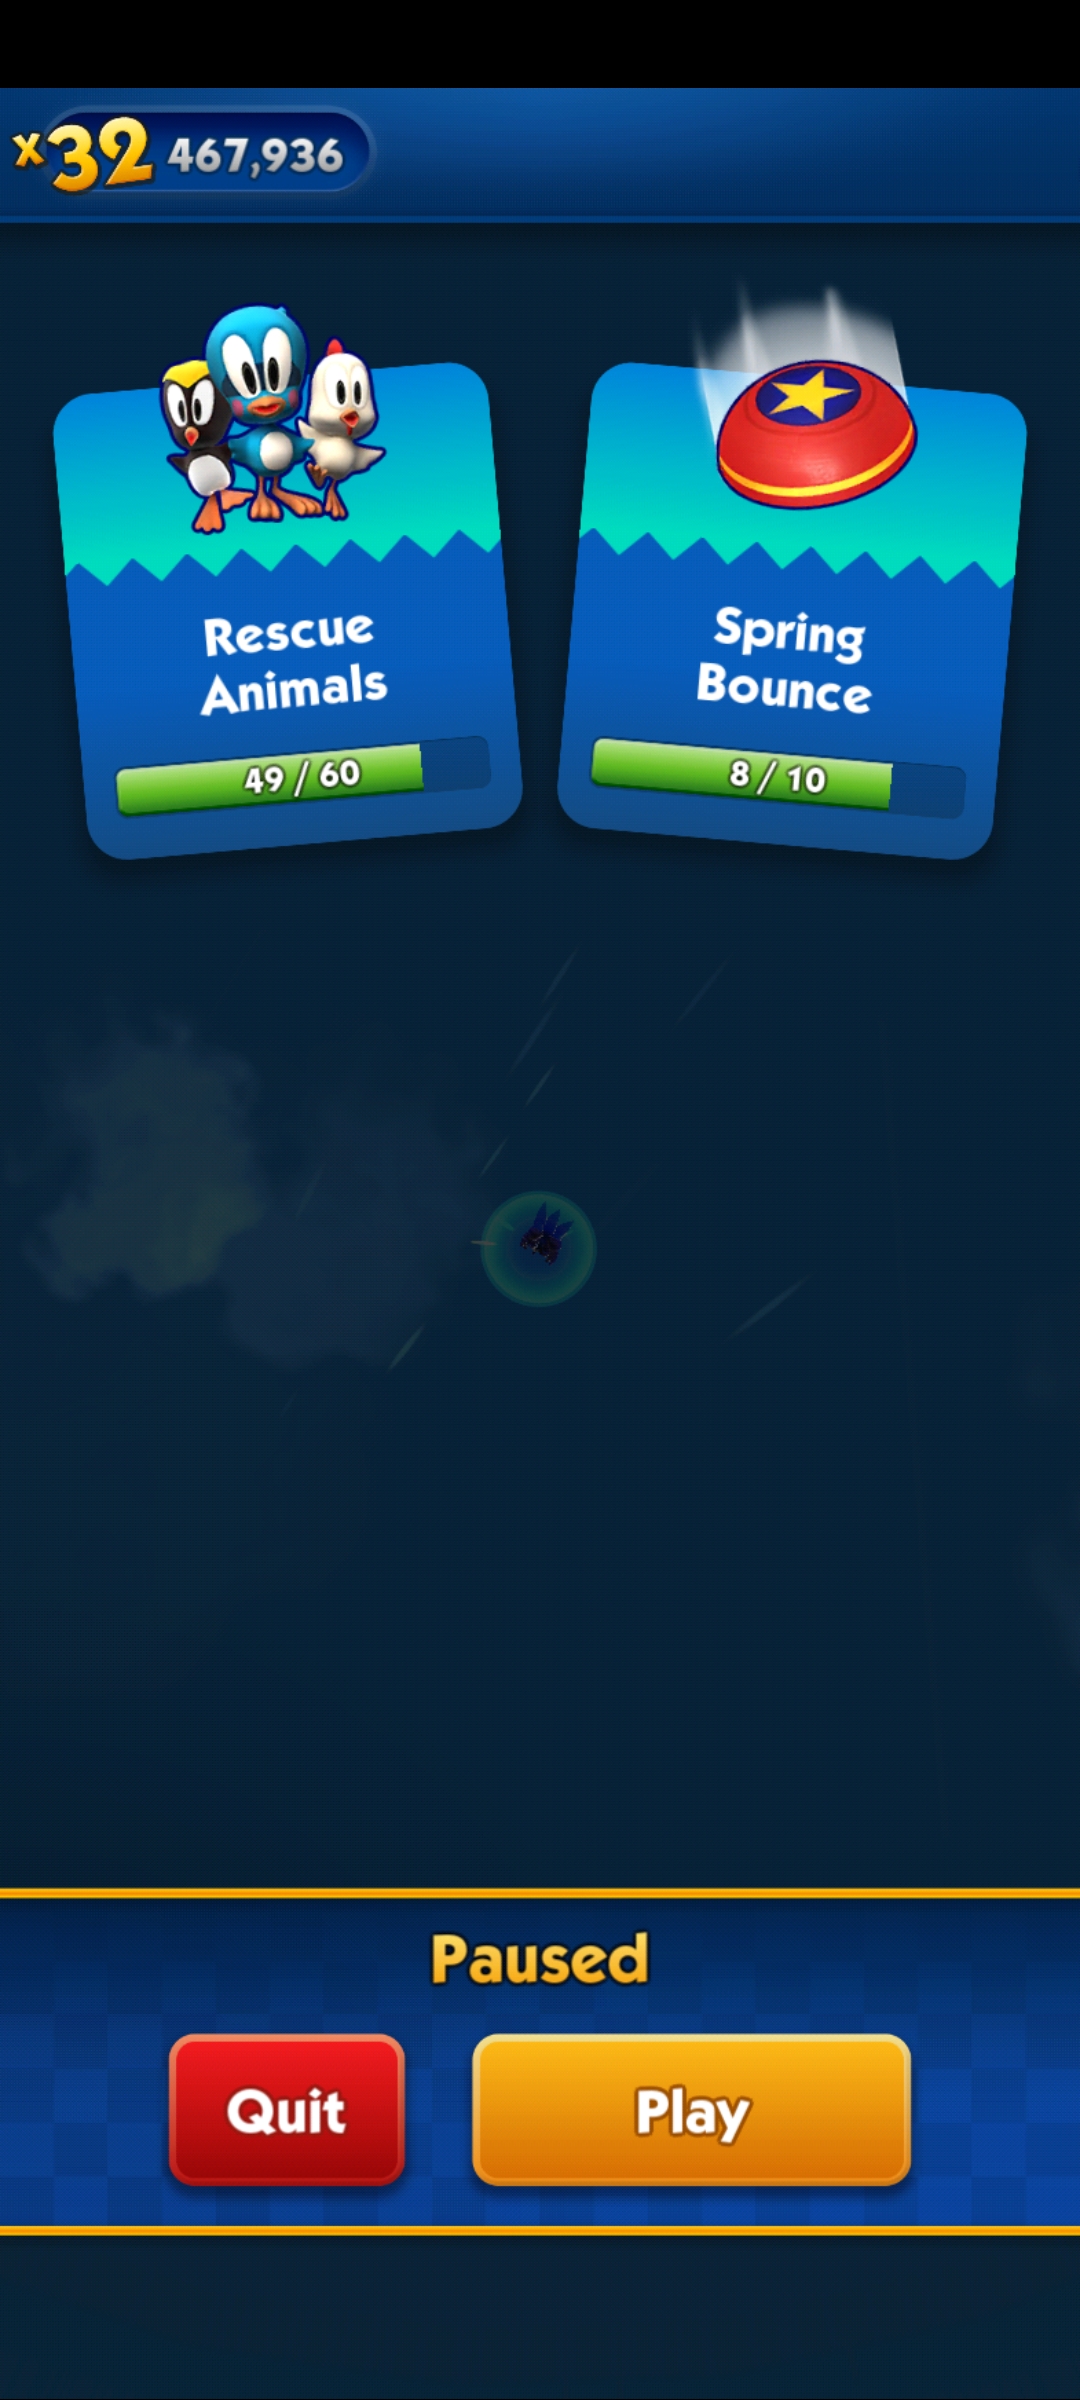 x32 467,936
Rescue
Animals
49 / 60
Spring
Bounce
8 / 10
Paused
Quit
Play